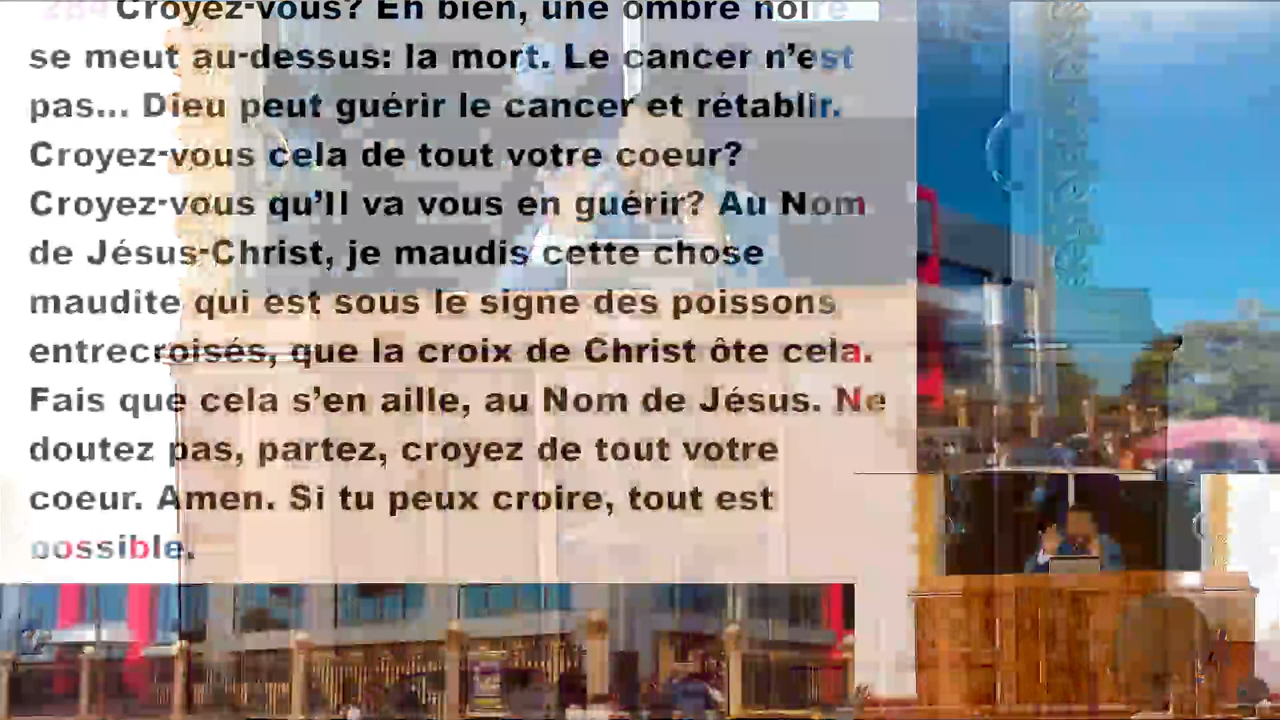 284 Croyez-vous? Eh bien, une ombre noire
se meut au-dessus: la mort. Le cancer n’est
pas... Dieu peut guérir le cancer et rétablir.
Croyez-vous cela de tout votre coeur?
Croyez-vous qu’Il va vous en guérir? Au Nom
de Jésus-Christ, je maudis cette chose
maudite qui est sous le signe des poissons
entrecroisés, que la croix de Christ ôte cela.
Fais que cela s’en aille, au Nom de Jésus. Ne
doutez pas, partez, croyez de tout votre
coeur. Amen. Si tu peux croire, tout est
possible.